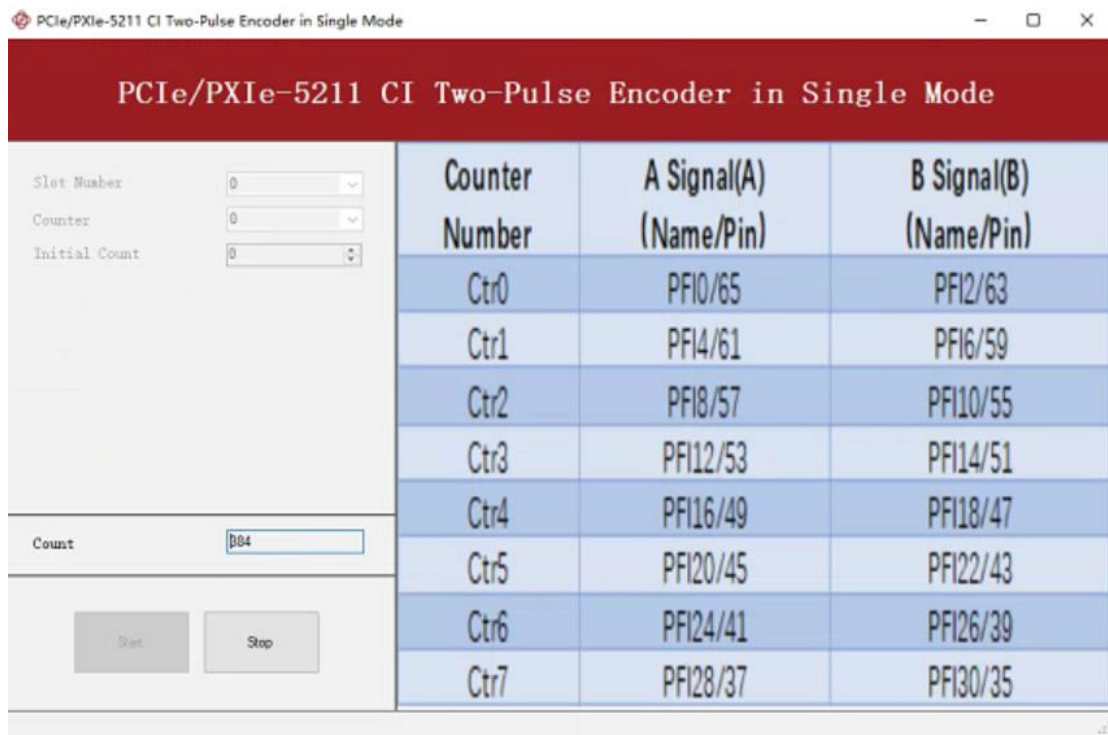 PCIe/PXIe-5211 CI Two-Pulse Encoder in Single Mode
PCIe/PXIe-5211 CI Two-Pulse Encoder in Single Mode
Slot Number 0
Counter 0
Initial Count 0
Count 384
Start Stop
Counter Number A Signal(A) (Name/Pin) B Signal(B) (Name/Pin)
Ctr0 PFI0/65 PFI2/63
Ctr1 PFI4/61 PFI6/59
Ctr2 PFI8/57 PFI10/55
Ctr3 PFI12/53 PFI14/51
Ctr4 PFI16/49 PFI18/47
Ctr5 PFI20/45 PFI22/43
Ctr6 PFI24/41 PFI26/39
Ctr7 PFI28/37 PFI30/35